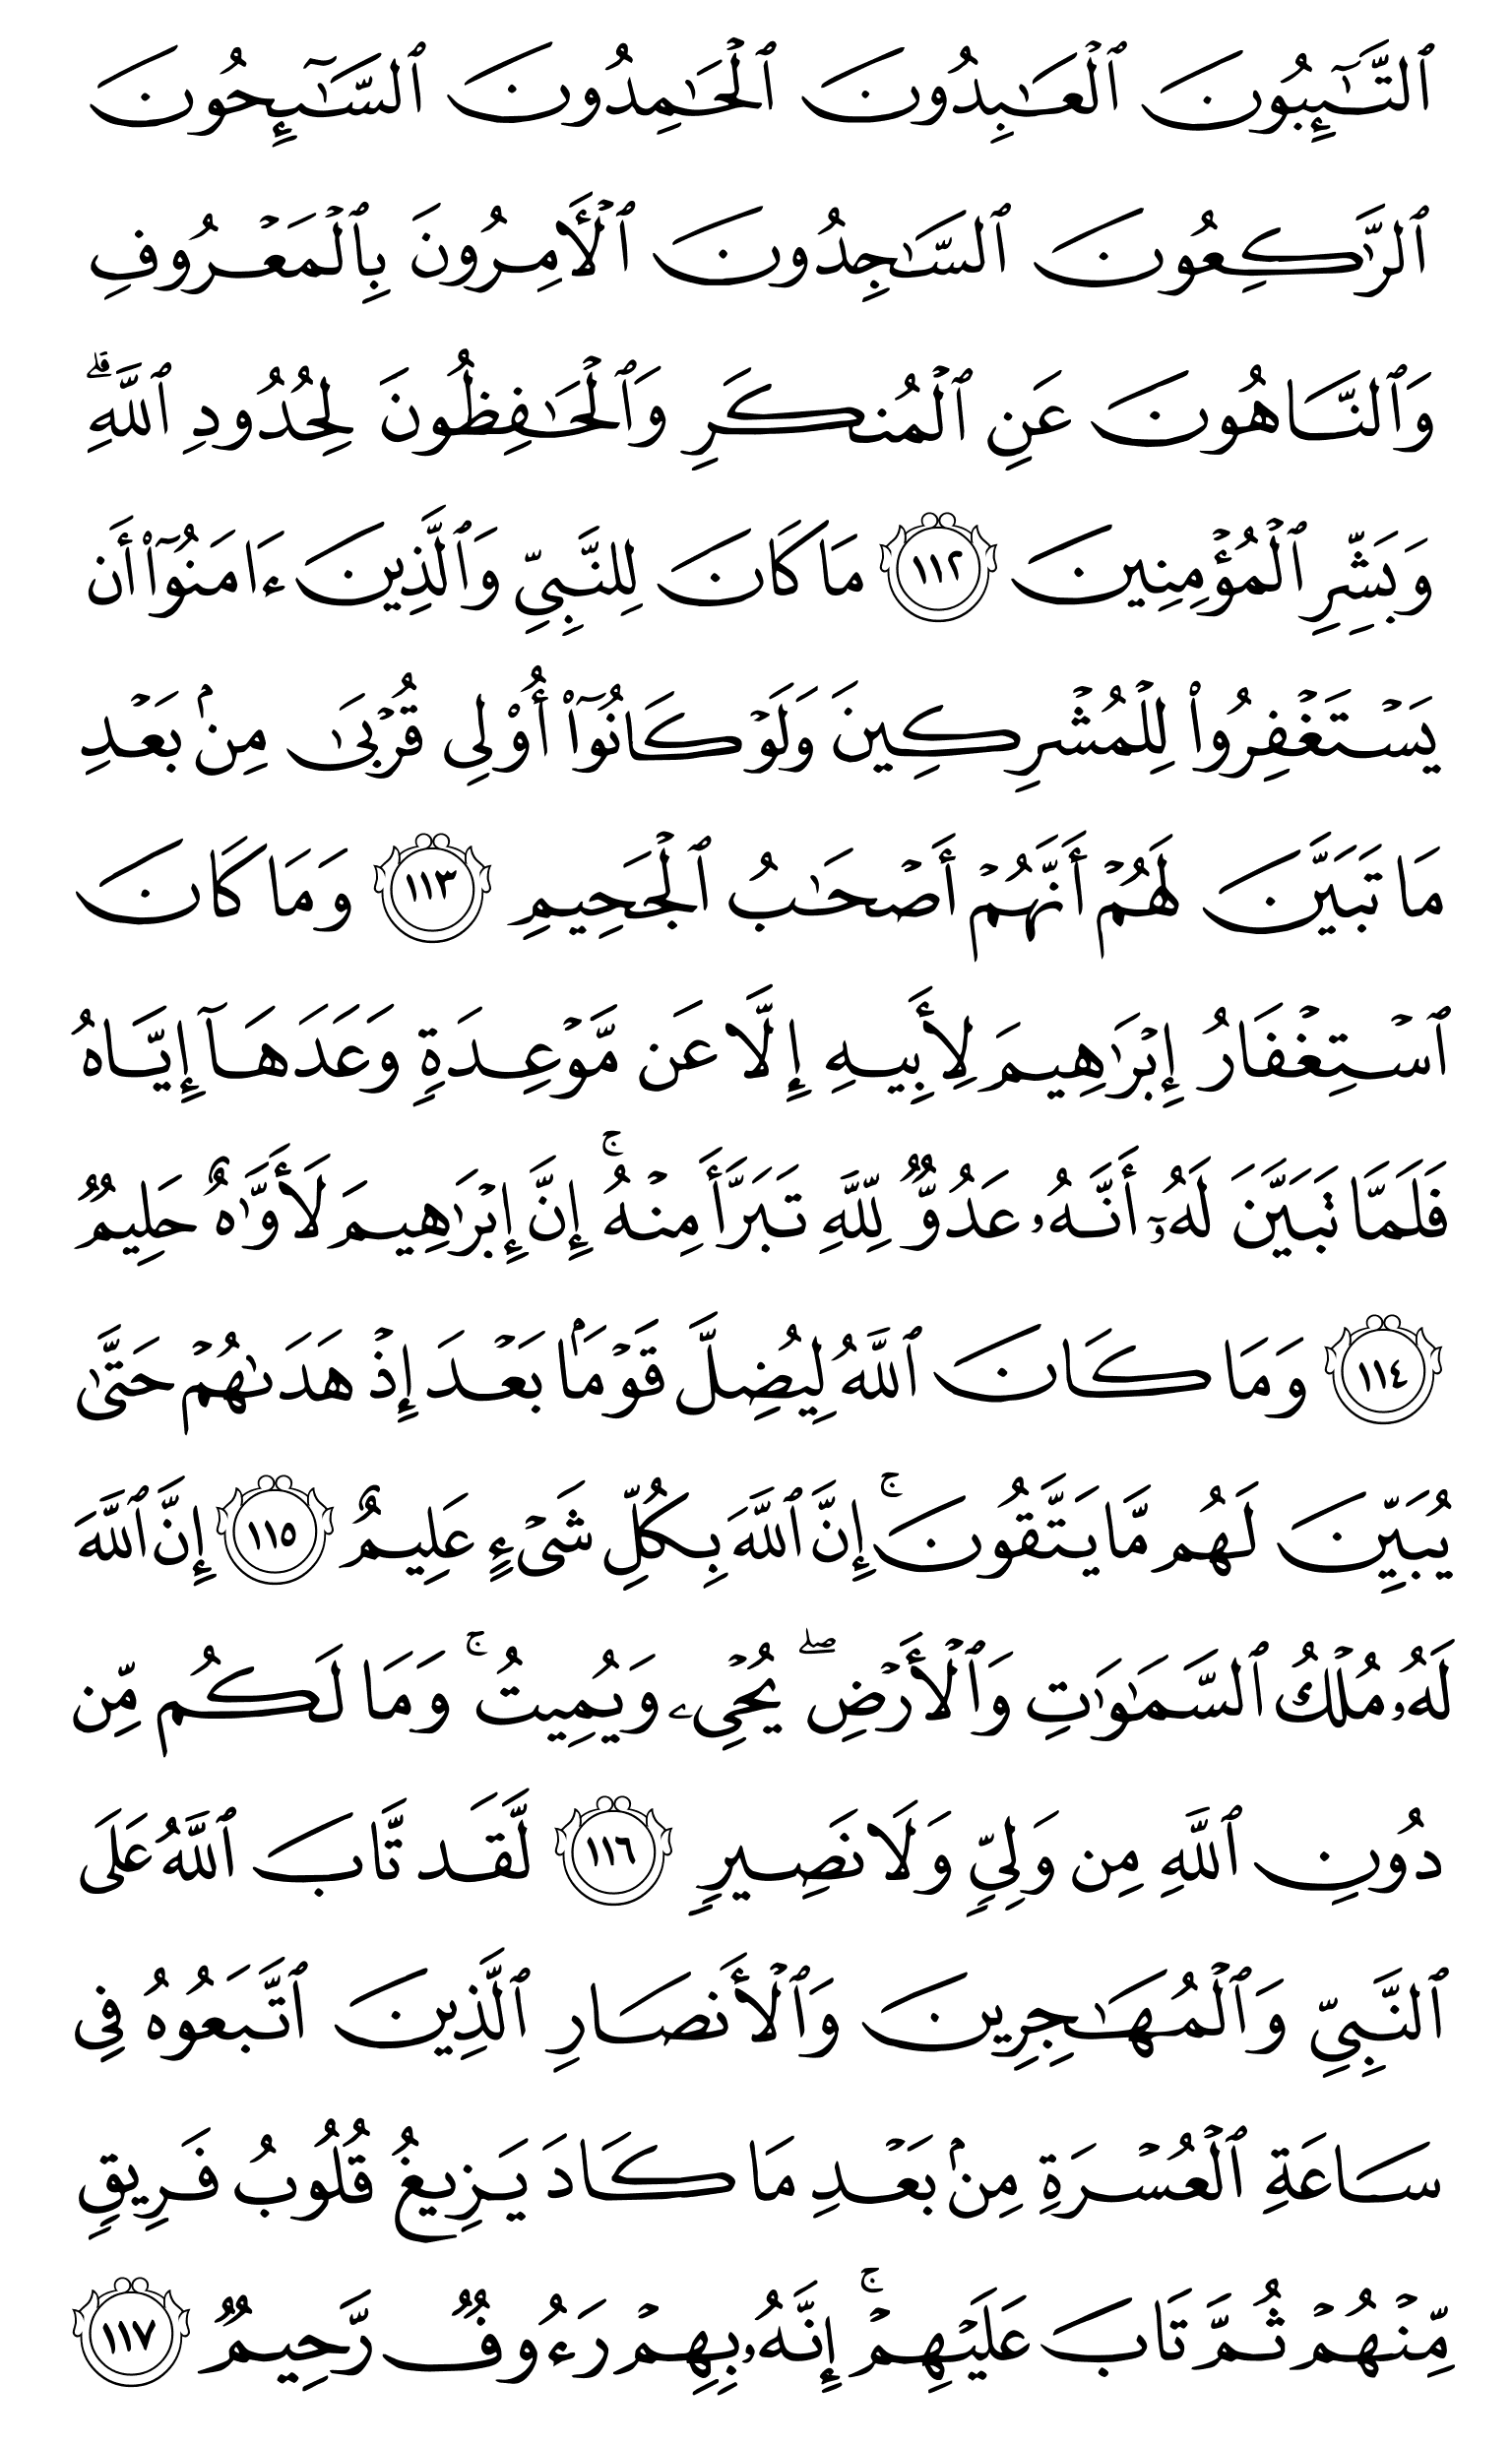 ٱلتَّـٰٓئِبُونَ ٱلْعَـٰبِدُونَ ٱلْحَـٰمِدُونَ ٱلسَّـٰٓئِحُونَ
ٱلرَّٰكِعُونَ ٱلسَّـٰجِدُونَ ٱلْـَٔامِرُونَ بِٱلْمَعْرُوفِ
وَٱلنَّاهُونَ عَنِ ٱلْمُنكَرِ وَٱلْحَـٰفِظُونَ لِحُدُودِ ٱللَّهِ ۗ
وَبَشِّرِ ٱلْمُؤْمِنِينَ ١١٢ مَا كَانَ لِلنَّبِىِّ وَٱلَّذِينَ ءَامَنُوٓا۟ أَن
يَسْتَغْفِرُوا۟ لِلْمُشْرِكِينَ وَلَوْ كَانُوٓا۟ أُو۟لِى قُرْبَىٰ مِنۢ بَعْدِ
مَا تَبَيَّنَ لَهُمْ أَنَّهُمْ أَصْحَـٰبُ ٱلْجَحِيمِ ١١٣ وَمَا كَانَ
ٱسْتِغْفَارُ إِبْرَٰهِيمَ لِأَبِيهِ إِلَّا عَن مَّوْعِدَةٍ وَعَدَهَآ إِيَّاهُ
فَلَمَّا تَبَيَّنَ لَهُۥٓ أَنَّهُۥ عَدُوٌّ لِّلَّهِ تَبَرَّأَ مِنْهُ ۚ إِنَّ إِبْرَٰهِيمَ لَأَوَّٰهٌ حَلِيمٌ
١١٤ وَمَا كَانَ ٱللَّهُ لِيُضِلَّ قَوْمًۢا بَعْدَ إِذْ هَدَىٰهُمْ حَتَّىٰ
يُبَيِّنَ لَهُم مَّا يَتَّقُونَ ۚ إِنَّ ٱللَّهَ بِكُلِّ شَىْءٍ عَلِيمٌ ١١٥ إِنَّ ٱللَّهَ
لَهُۥ مُلْكُ ٱلسَّمَـٰوَٰتِ وَٱلْأَرْضِ ۖ يُحْىِۦ وَيُمِيتُ ۚ وَمَا لَكُم مِّن
دُونِ ٱللَّهِ مِن وَلِىٍّ وَلَا نَصِيرٍ ١١٦ لَّقَد تَّابَ ٱللَّهُ عَلَى
ٱلنَّبِىِّ وَٱلْمُهَـٰجِرِينَ وَٱلْأَنصَارِ ٱلَّذِينَ ٱتَّبَعُوهُ فِى
سَاعَةِ ٱلْعُسْرَةِ مِنۢ بَعْدِ مَا كَادَ يَزِيغُ قُلُوبُ فَرِيقٍ
مِّنْهُمْ ثُمَّ تَابَ عَلَيْهِمْ ۚ إِنَّهُۥ بِهِمْ رَءُوفٌ رَّحِيمٌ ١١٧